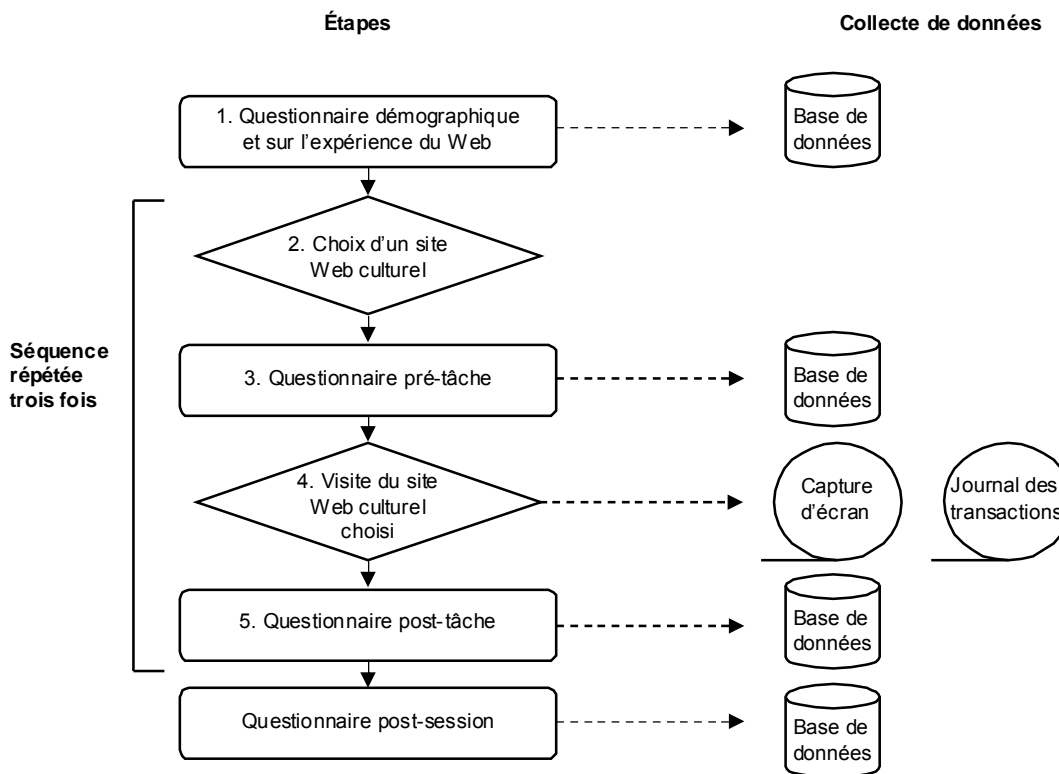 Étapes
Collecte de données
1. Questionnaire démographique
et sur l'expérience du Web
Base de
données
2. Choix d'un site
Web culturel
Séquence
répétée
trois fois
3. Questionnaire pré-tâche
Base de
données
4. Visite du site
Web culturel
choisi
Capture
d'écran
Journal des
transactions
5. Questionnaire post-tâche
Base de
données
Questionnaire post-session
Base de
données